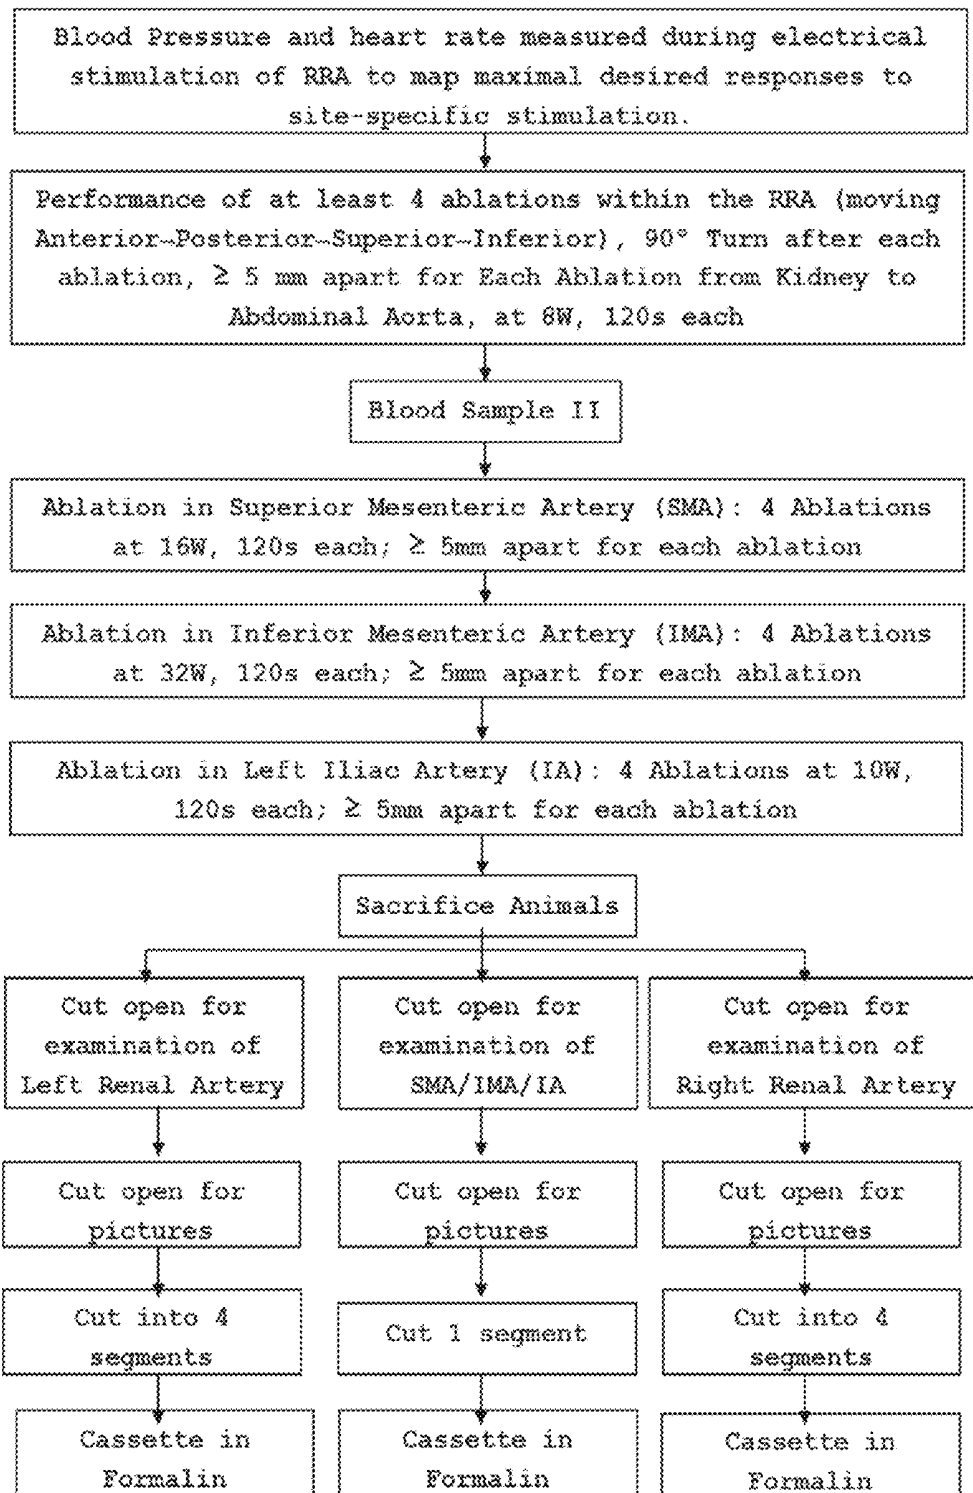 Blood Pressure and heart rate measured during electrical
stimulation of RRA to map maximal desired responses to
site-specific stimulation.
Performance of at least 4 ablations within the RRA (moving
Anterior-Posterior-Superior-Inferior), 90° Turn after each
ablation, ≥ 5 mm apart for Each Ablation from Kidney to
Abdominal Aorta, at 8W, 120s each
Blood Sample II
Ablation in Superior Mesenteric Artery (SMA): 4 Ablations
at 16W, 120s each; ≥ 5mm apart for each ablation
Ablation in Inferior Mesenteric Artery (IMA): 4 Ablations
at 32W, 120s each; ≥ 5mm apart for each ablation
Ablation in Left Iliac Artery (IA): 4 Ablations at 10W,
120s each; ≥ 5mm apart for each ablation
Sacrifice Animals
Cut open for
examination of
Left Renal Artery
Cut open for
examination of
SMA/IMA/IA
Cut open for
examination of
Right Renal Artery
Cut open for
pictures
Cut open for
pictures
Cut open for
pictures
Cut into 4
segments
Cut 1 segment
Cut into 4
segments
Cassette in
Formalin
Cassette in
Formalin
Cassette in
Formalin